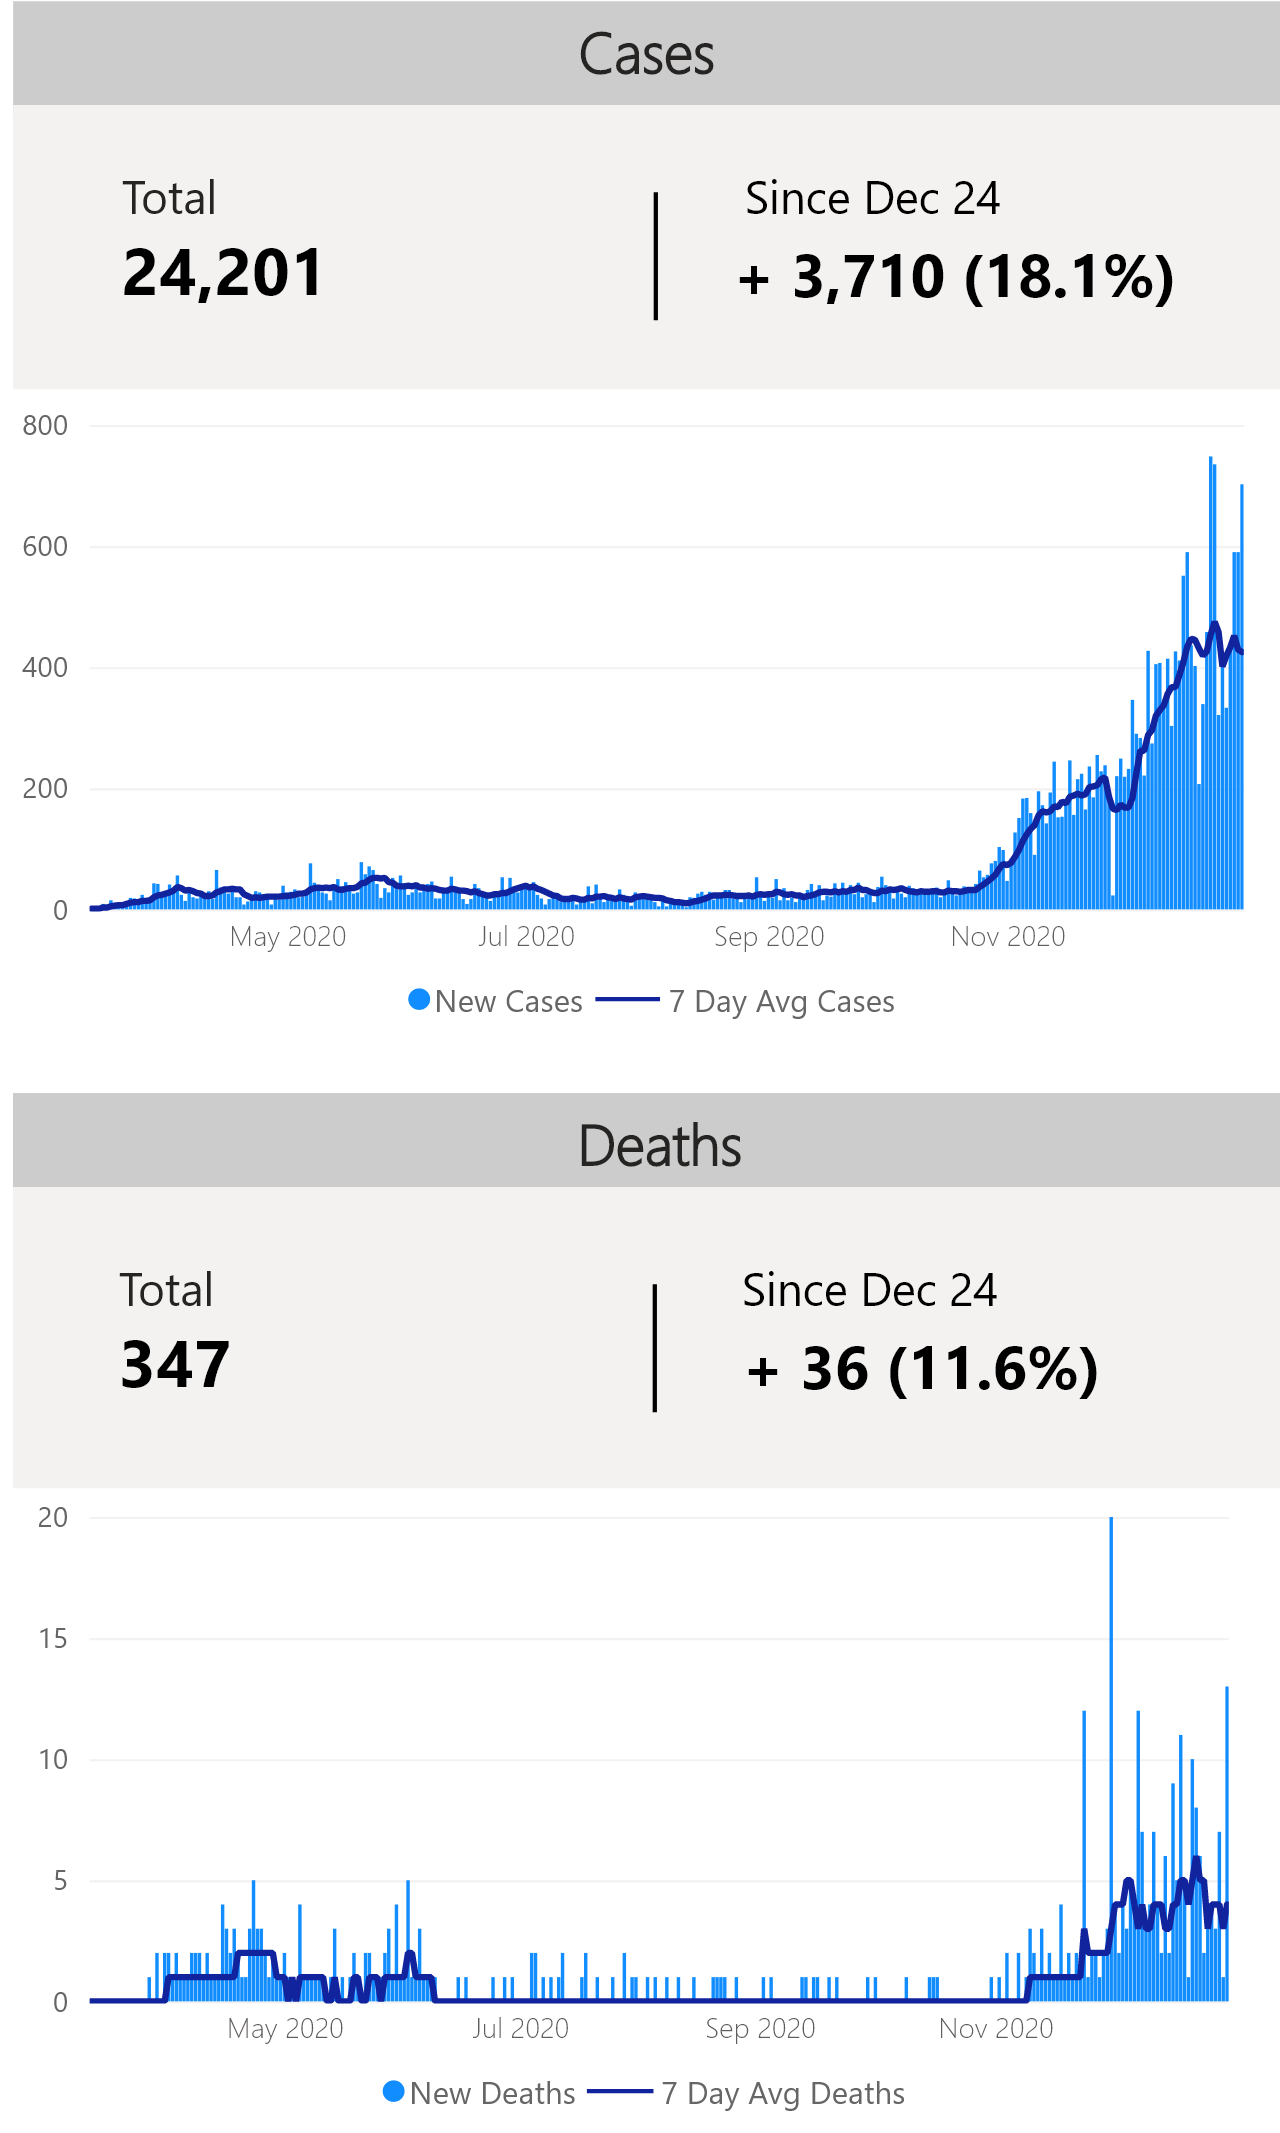 Cases
Total
Since Dec 24
24,201
+ 3,710 (18.1%)
800
600
400
200
0
May 2020
Jul 2020
Sep 2020
Nov 2020
New Cases
7 Day Avg Cases
Deaths
Total
Since Dec 24
347
+ 36 (11.6%)
20
15
10
5
0
May 2020
Jul 2020
Sep 2020
Nov 2020
New Deaths
7 Day Avg Deaths